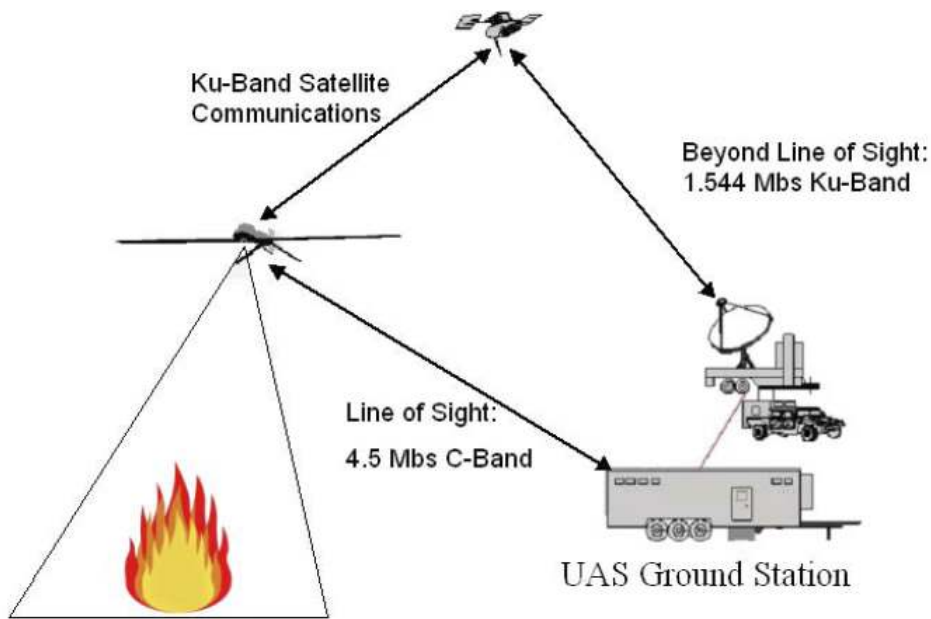 Ku-Band Satellite
Communications
Beyond Line of Sight:
1.544 Mbs Ku-Band
Line of Sight:
4.5 Mbs C-Band
UAS Ground Station